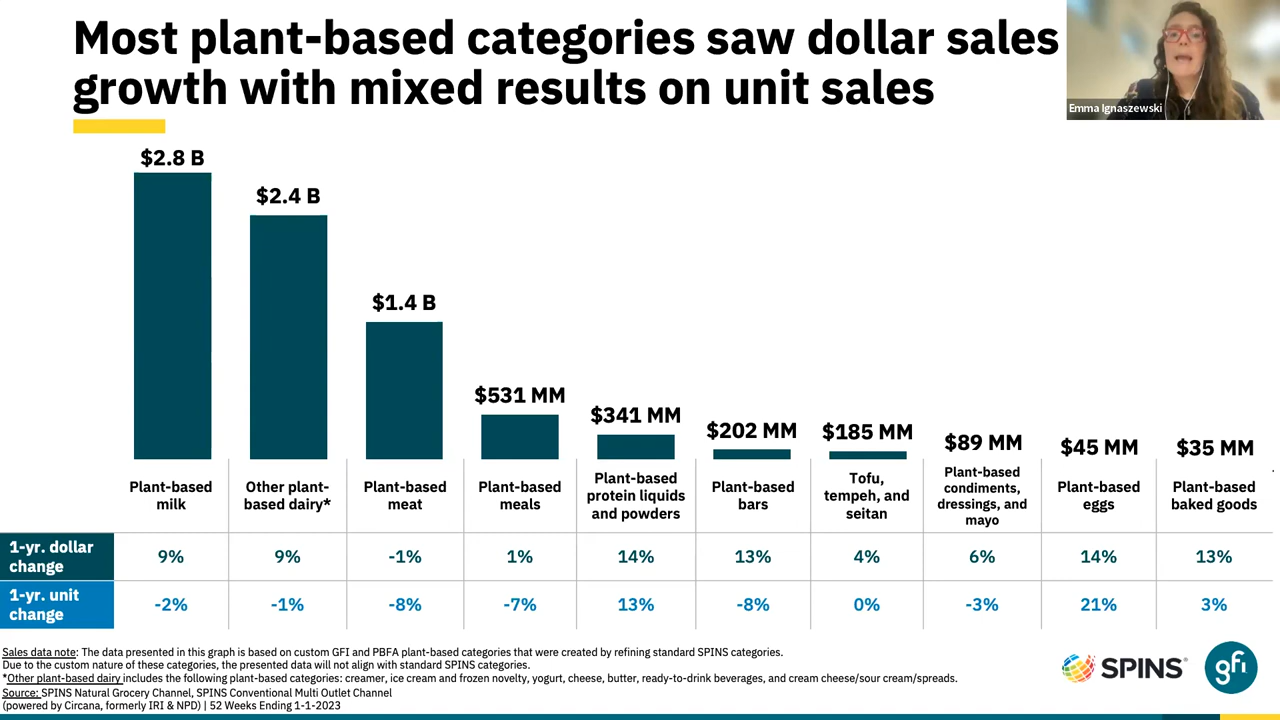 Most plant-based categories saw dollar sales
growth with mixed results on unit sales
Emma Ignaszewski
$2.8 B
$2.4 B
$1.4 B
$531 MM
$341 MM
$202 MM
$185 MM
$89 MM
$45 MM
$35 MM
Plant-based
milk
Other plant-
based dairy*
Plant-based
meat
Plant-based
meals
Plant-based
protein liquids
and powders
Plant-based
bars
Tofu,
tempeh, and
seitan
Plant-based
condiments,
dressings, and
mayo
Plant-based
eggs
Plant-based
baked goods
1-yr. dollar
change
9%
9%
-1%
1%
14%
13%
4%
6%
14%
13%
1-yr. unit
change
-2%
-1%
-8%
-7%
13%
-8%
0%
-3%
21%
3%
Sales data note: The data presented in this graph is based on custom GFI and PBFA plant-based categories that were created by refining standard SPINS categories.
Due to the custom nature of these categories, the presented data will not align with standard SPINS categories.
*Other plant-based dairy includes the following plant-based categories: creamer, ice cream and frozen novelty, yogurt, cheese, butter, ready-to-drink beverages, and cream cheese/sour cream/spreads.
Source: SPINS Natural Grocery Channel, SPINS Conventional Multi Outlet Channel
(powered by Circana, formerly IRI & NPD) | 52 Weeks Ending 1-1-2023
SPINS®
gfi